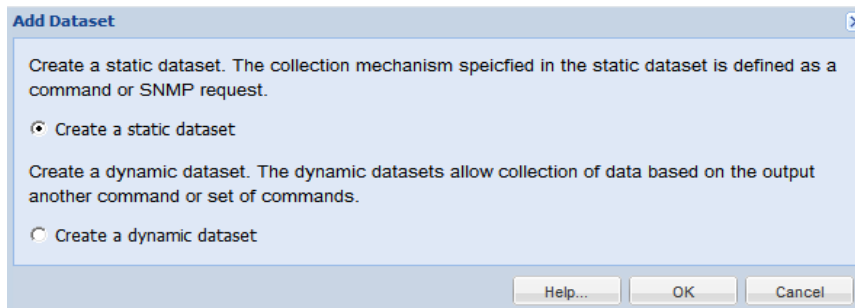 Add Dataset
Create a static dataset. The collection mechanism speicfied in the static dataset is defined as a
command or SNMP request.
Create a static dataset
Create a dynamic dataset. The dynamic datasets allow collection of data based on the output
another command or set of commands.
Create a dynamic dataset
Help... OK Cancel